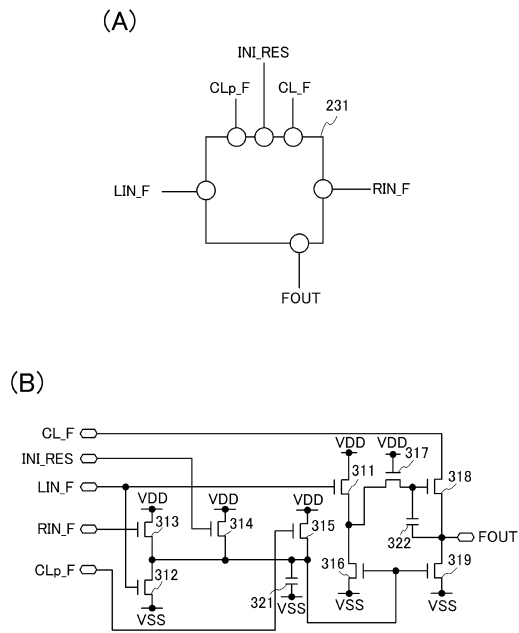 (A)
INI_RES
CLp_F
CL_F
231
LIN_F
RIN_F
FOUT
(B)
CL_F
INI_RES
LIN_F
RIN_F
CLp_F
VDD
313
312
VSS
VDD
314
VDD
315
321
VSS
VDD
311
316
VSS
VDD
317
318
322
FOUT
319
VSS